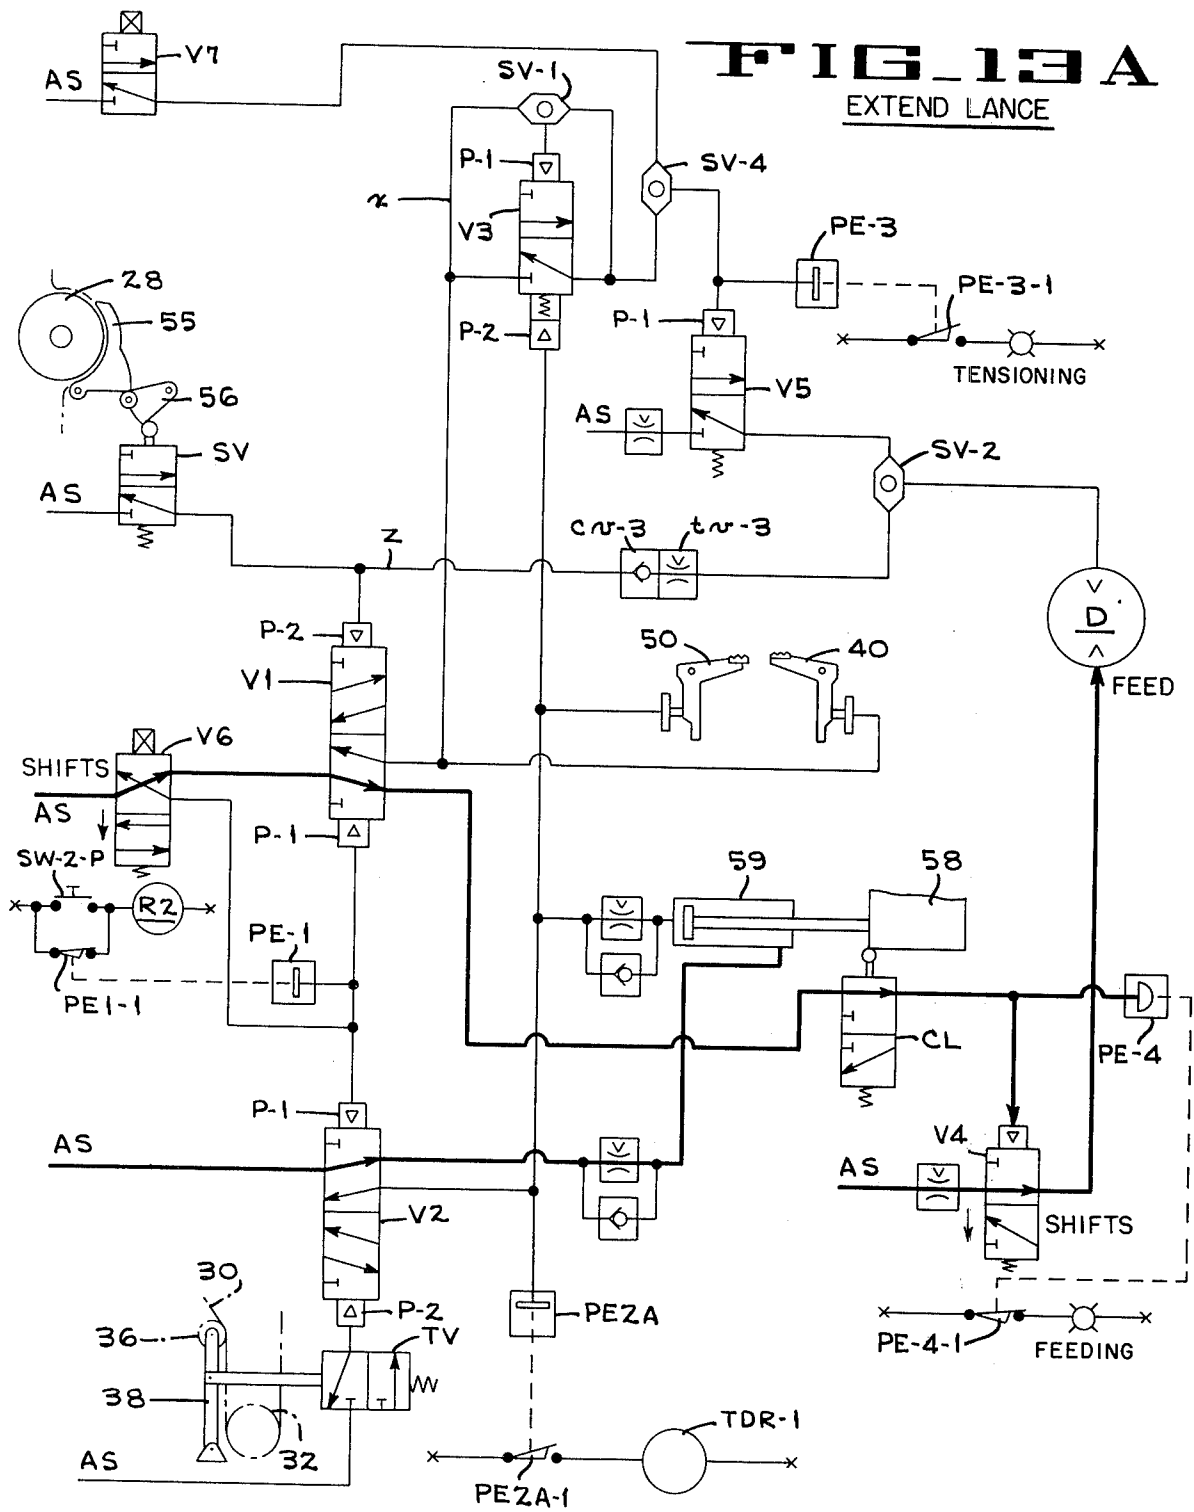 FIG_13A
EXTEND LANCE
V7
AS
SV-1
P-1
SV-4
x
V3
PE-3
28
P-2
PE-3-1
55
P-1
TENSIONING
56
V5
AS
SV
SV-2
AS
cv-3
tv-3
Z
D
P-2
50
40
FEED
V1
V6
SHIFTS
AS
P-1
SW-2-P
59
58
R2
PE-1
PE1-1
CL
PE-4
P-1
V4
AS
AS
V2
SHIFTS
30
P-2
PE2A
36
TV
PE-4-1
FEEDING
38
32
TDR-1
AS
PE2A-1